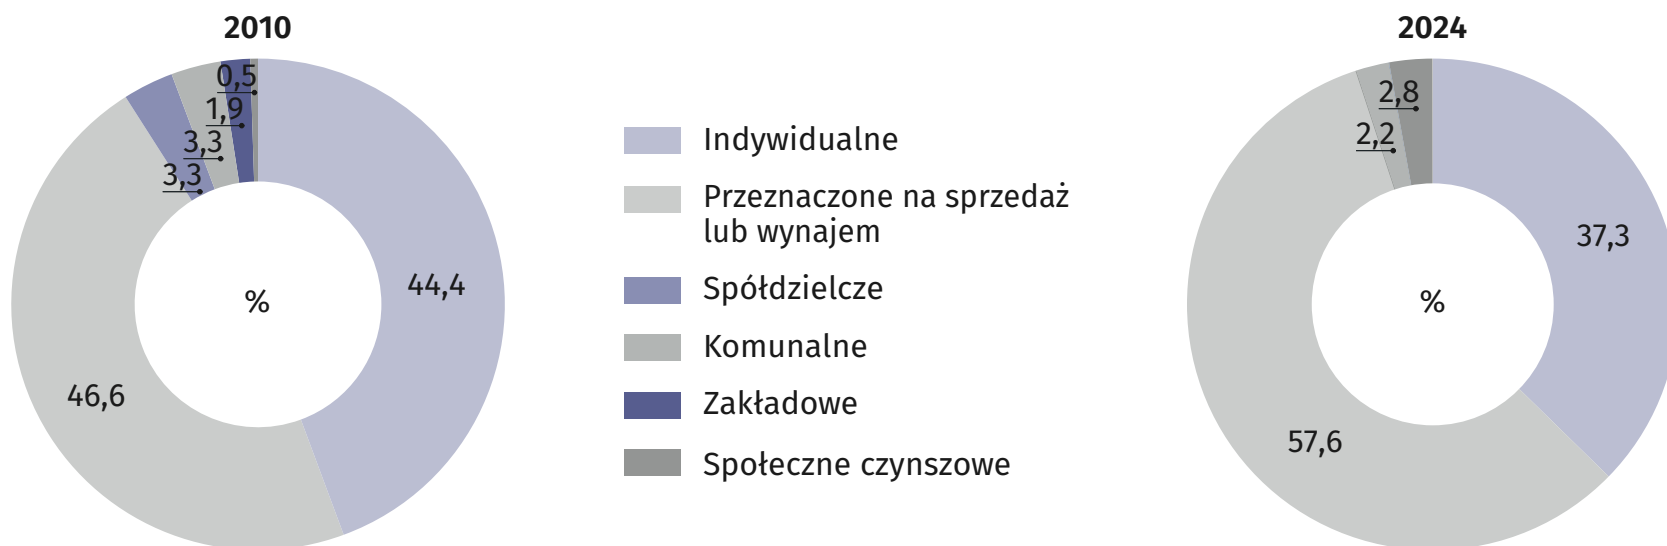 2010
0,5
1,9
3,3
3,3
44,4
%
46,6
Indywidualne
Przeznaczone na sprzedaż
lub wynajem
Spółdzielcze
Komunalne
Zakładowe
Społeczne czynszowe
2024
2,8
2,2
37,3
%
57,6